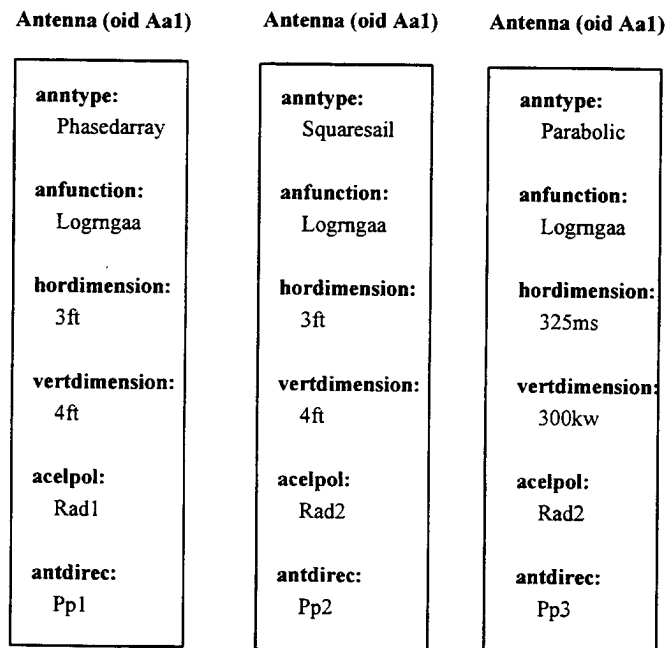 Antenna (oid Aa1)
anntype:
Phasedarray
anfunction:
Logrngaa
hordimension:
3ft
vertdimension:
4ft
acelpol:
Rad1
antdirec:
Pp1
Antenna (oid Aa1)
anntype:
Squaresail
anfunction:
Logrngaa
hordimension:
3ft
vertdimension:
4ft
acelpol:
Rad2
antdirec:
Pp2
Antenna (oid Aa1)
anntype:
Parabolic
anfunction:
Logrngaa
hordimension:
325ms
vertdimension:
300kw
acelpol:
Rad2
antdirec:
Pp3